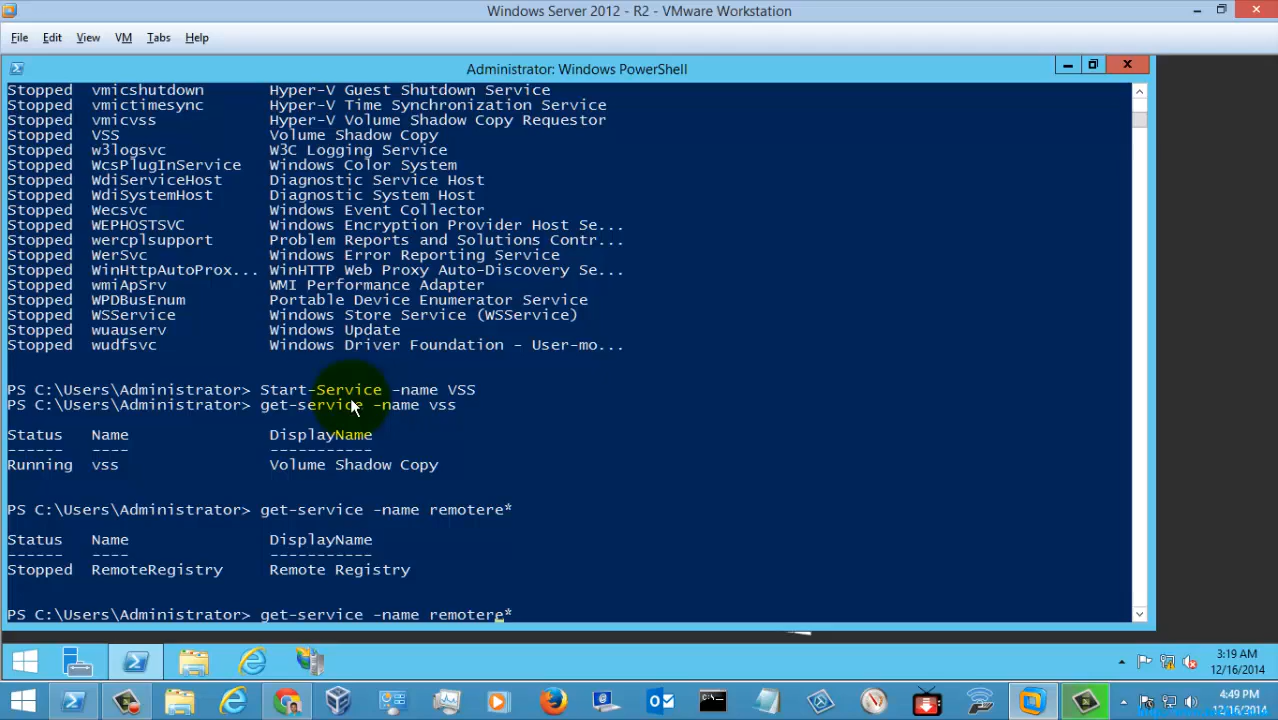 Windows Server 2012 - R2 - VMware Workstation
File Edit View VM Tabs Help
Administrator: Windows PowerShell
Stopped vmicshutdown Hyper-V Guest Shutdown Service
Stopped vmictimesync Hyper-V Time Synchronization Service
Stopped vmicvss Hyper-V Volume Shadow Copy Requestor
Stopped VSS Volume Shadow Copy
Stopped w3logsvc W3C Logging Service
Stopped WcsPlugInService Windows Color System
Stopped WdiServiceHost Diagnostic Service Host
Stopped WdiSystemHost Diagnostic System Host
Stopped Wecsvc Windows Event Collector
Stopped WEPHOSTSVC Windows Encryption Provider Host Se...
Stopped wercplsupport Problem Reports and Solutions Contr...
Stopped WerSvc Windows Error Reporting Service
Stopped WinHttpAutoProx... WinHTTP Web Proxy Auto-Discovery Se...
Stopped wmiApSrv WMI Performance Adapter
Stopped WPDBusEnum Portable Device Enumerator Service
Stopped WSService Windows Store Service (WSService)
Stopped wuauserv Windows Update
Stopped wudfsvc Windows Driver Foundation - User-mo...
PS C:\Users\Administrator> Start-Service -name VSS
PS C:\Users\Administrator> get-service -name vss
Status Name DisplayName
------ ---- -----------
Running vss Volume Shadow Copy
PS C:\Users\Administrator> get-service -name remotere*
Status Name DisplayName
------ ---- -----------
Stopped RemoteRegistry Remote Registry
PS C:\Users\Administrator> get-service -name remotere*
3:19 AM
12/16/2014
4:49 PM
12/16/2014